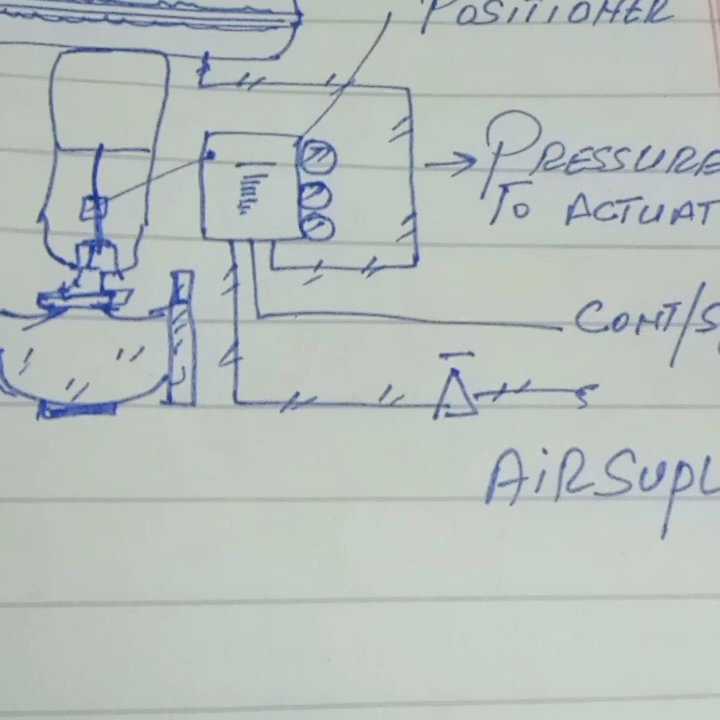 POSITIONER
PRESSURE
TO ACTUAT
CONT/S
AIR SUPL